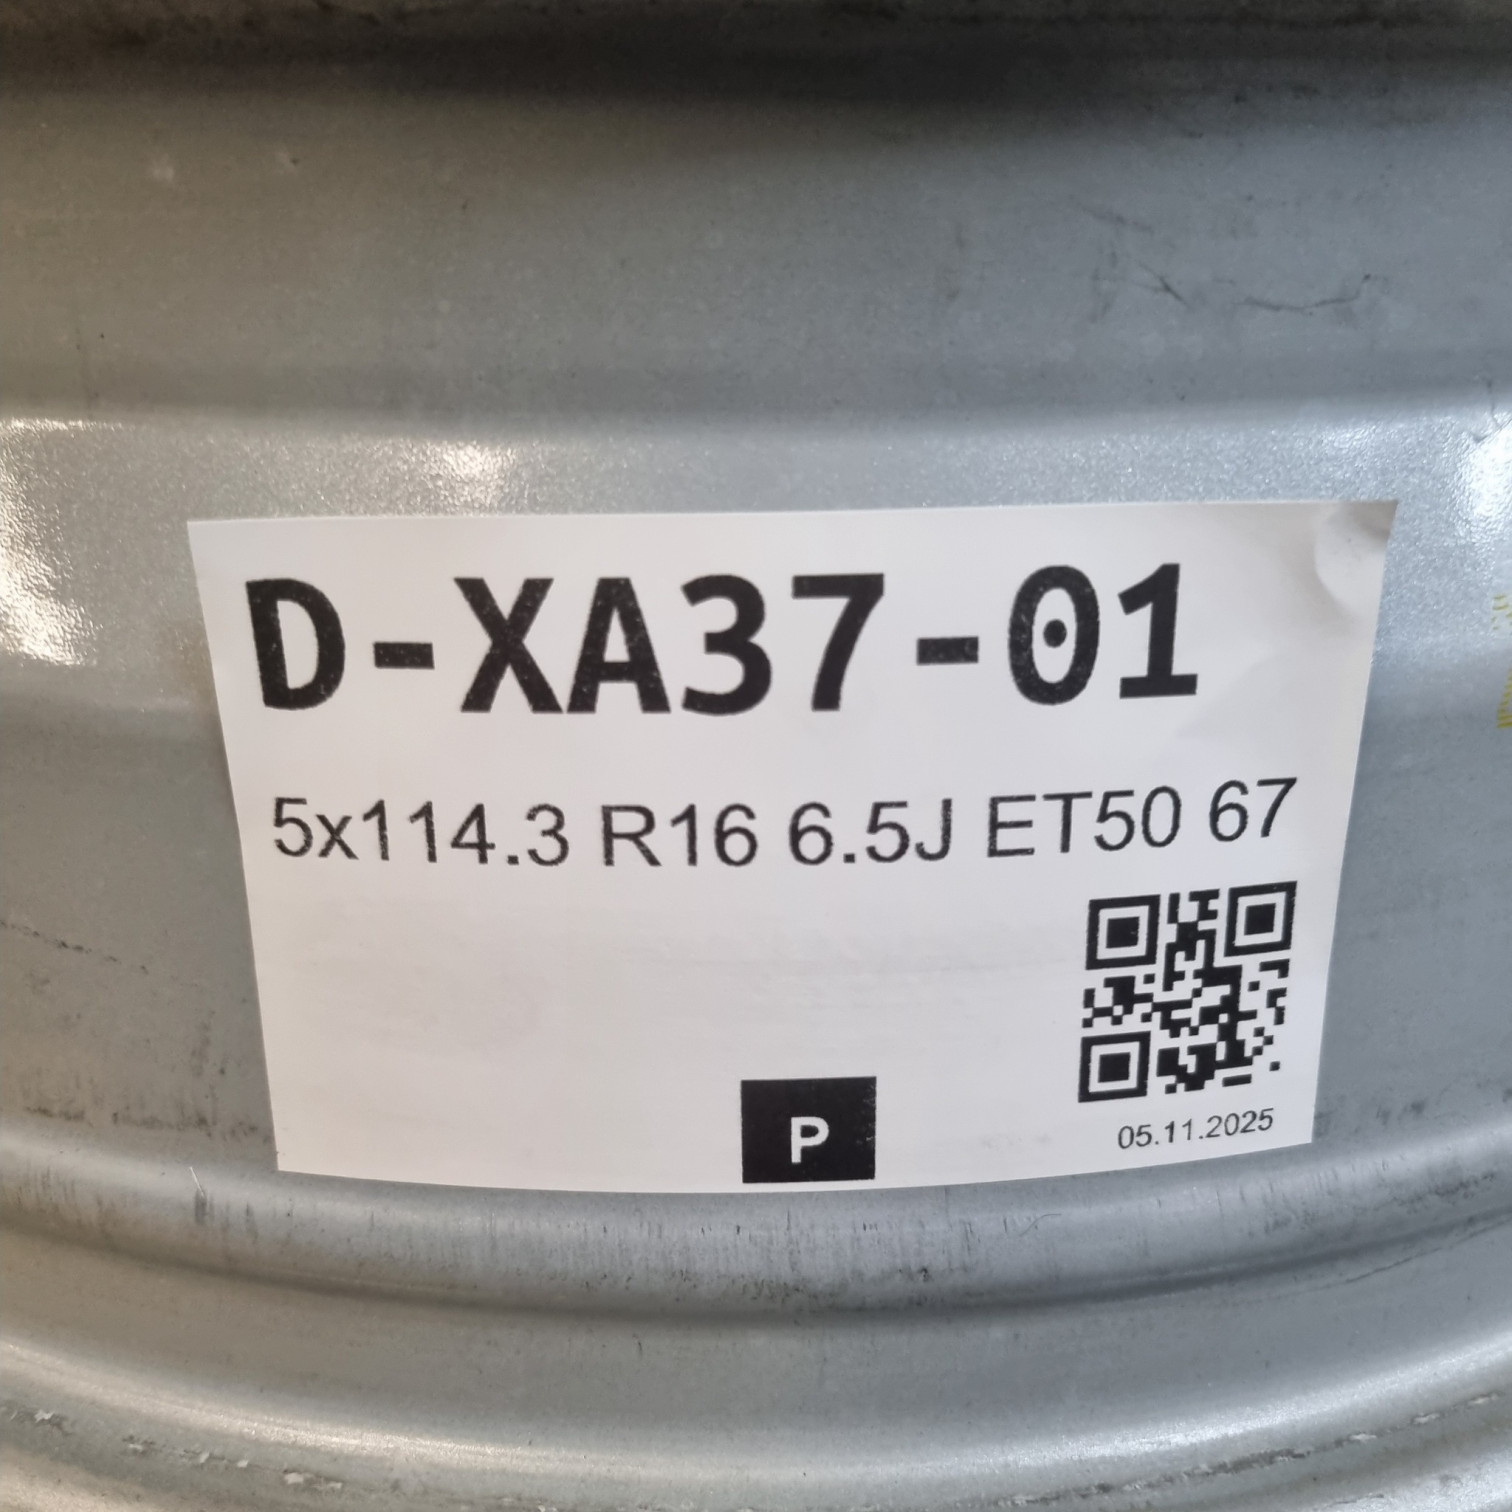 D-XA37-01
5x114.3 R16 6.5J ET50 67
P
05.11.2025